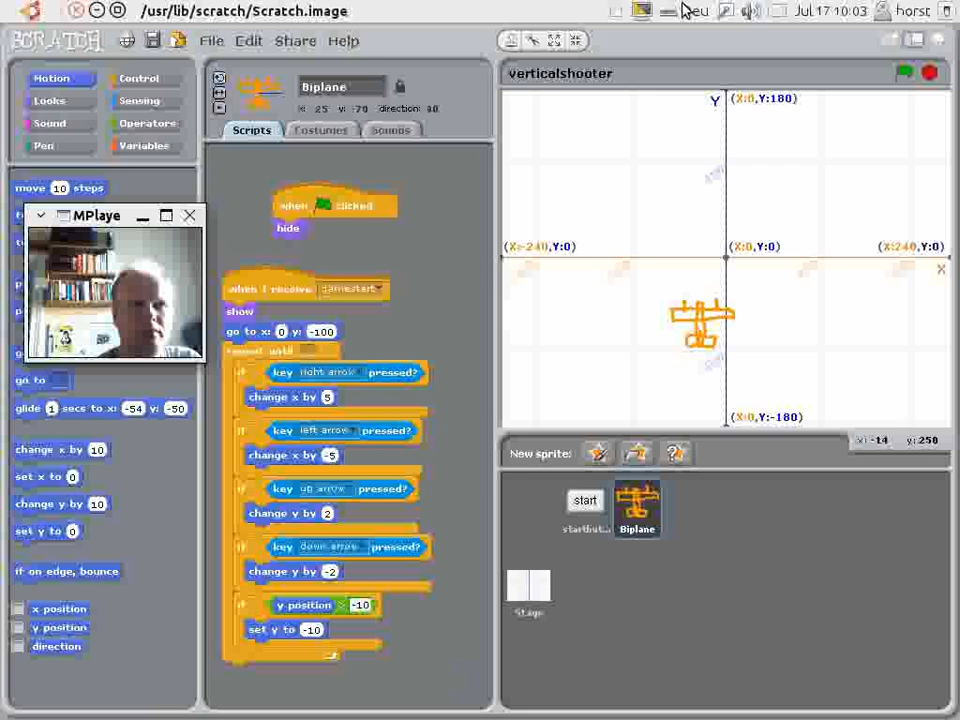 /usr/lib/scratch/Scratch.image
Jul 17 10:03
horst
SCRATCH
File Edit Share Help
Motion
Control
Looks
Sensing
Sound
Operators
Pen
Variables
Biplane
direction:
Scripts
Costumes
Sounds
verticalshooter
Y
(X:0,Y:180)
(X:-240,Y:0)
(X:0,Y:0)
(X:240,Y:0)
X
(X:0,Y:-180)
move 10 steps
MPlaye
go to
glide 1 secs to x: -54 y: -50
change x by 10
set x to 0
change y by 10
set y to 0
if on edge, bounce
x position
y position
direction
when clicked
hide
when I receive gamestart
show
go to x: 0 y: -100
repeat until
if key right arrow pressed?
change x by 5
if key left arrow pressed?
change x by -5
if key up arrow pressed?
change y by 2
if key down arrow pressed?
change y by -2
if y position > -10
set y to -10
x: -14 y: 250
New sprite:
start
Biplane
Stage